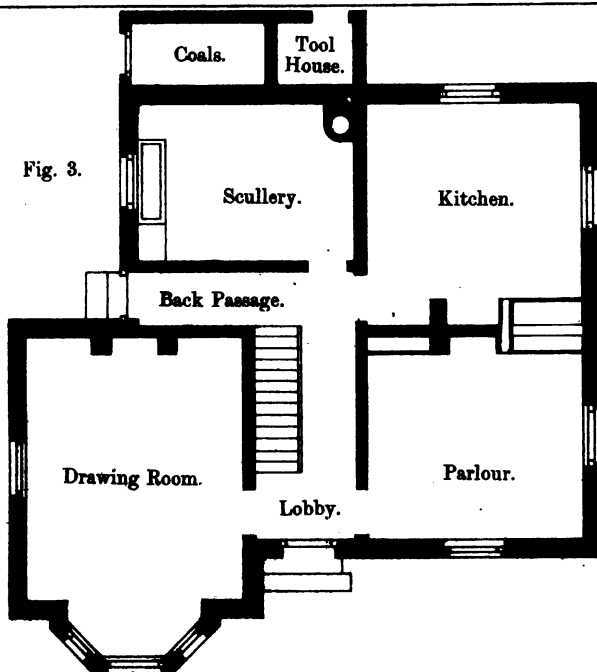 Coals.
Tool
House.
Fig. 3.
Scullery.
Kitchen.
Back Passage.
Drawing Room.
Parlour.
Lobby.